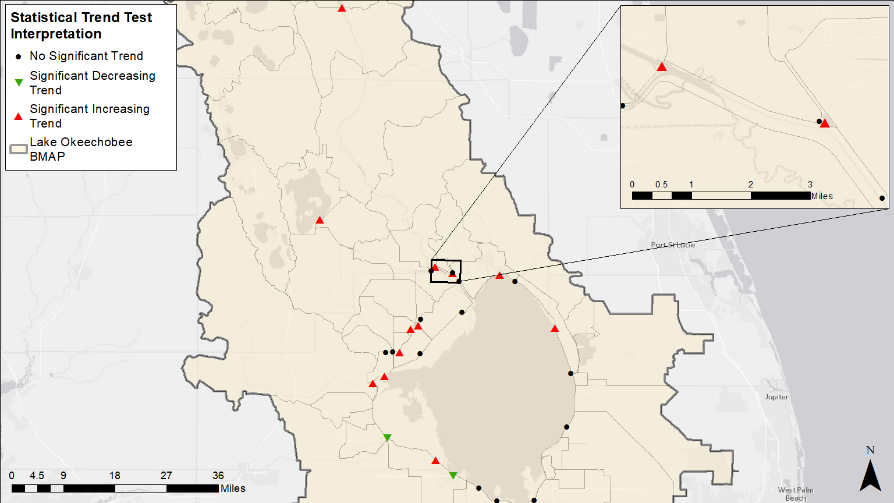 Statistical Trend Test
Interpretation
No Significant Trend
Significant Decreasing
Trend
Significant Increasing
Trend
Lake Okeechobee
BMAP
0 0.5 1 2 3
Miles
Port St Lucie
Jupiter
N
0 4.5 9 18 27 36
Miles
West Palm
Beach